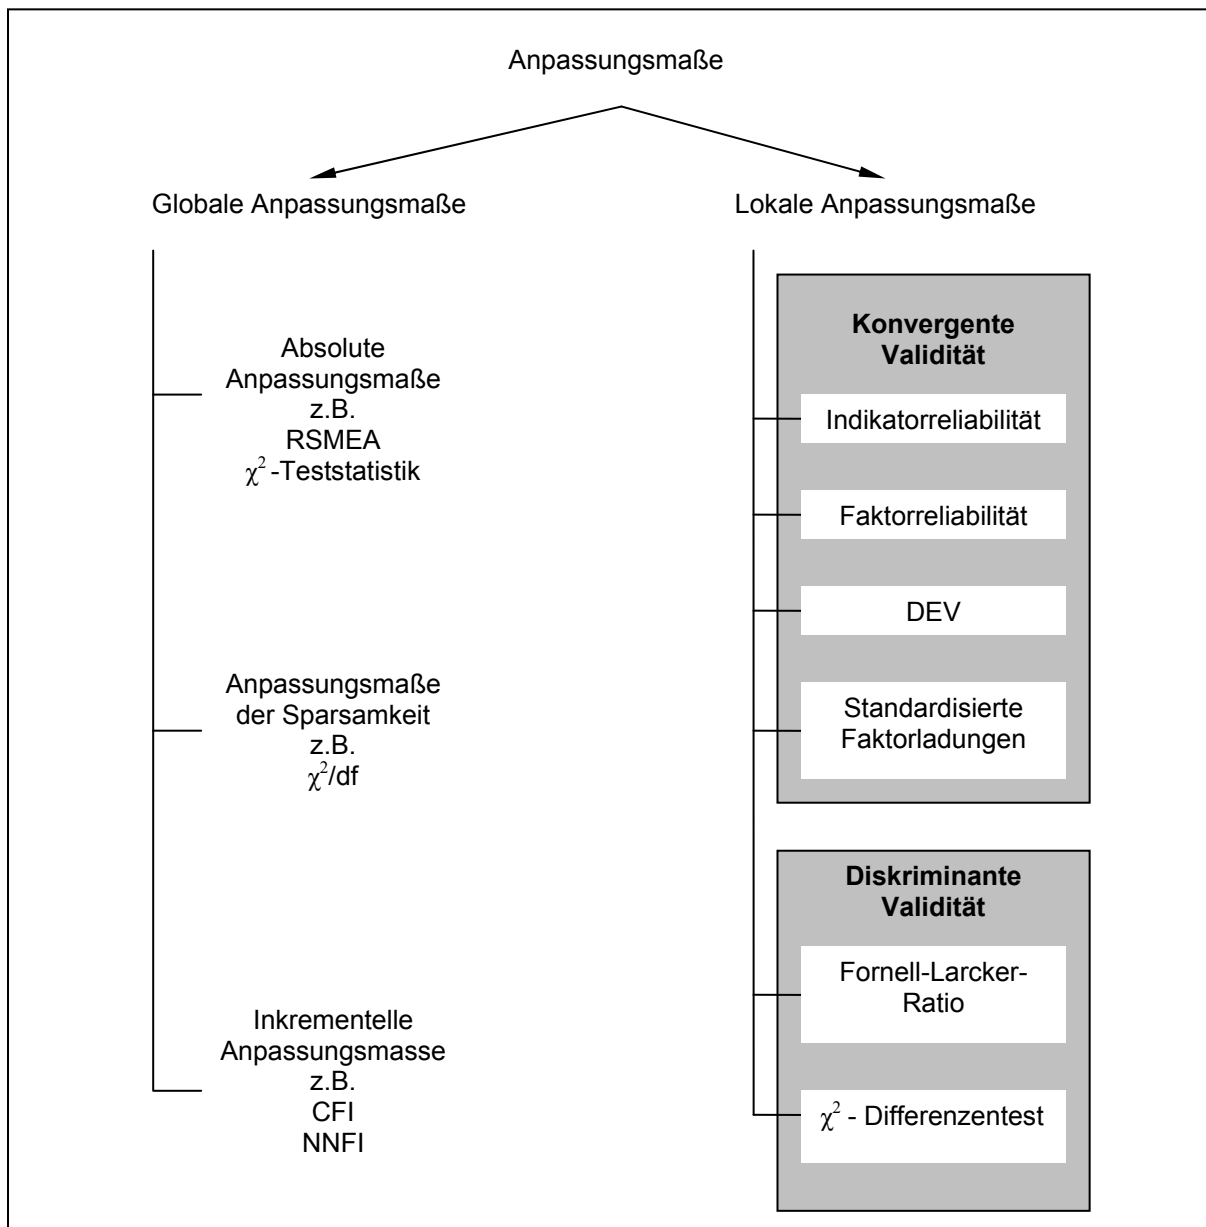 Anpassungsmaße
Globale Anpassungsmaße
Absolute
Anpassungsmaße
z.B.
RSMEA
χ²-Teststatistik
Anpassungsmaße
der Sparsamkeit
z.B.
χ²/df
Inkrementelle
Anpassungsmasse
z.B.
CFI
NNFI
Lokale Anpassungsmaße
Konvergente
Validität
Indikatorreliabilität
Faktorreliabilität
DEV
Standardisierte
Faktorladungen
Diskriminante
Validität
Fornell-Larcker-
Ratio
χ² - Differenzentest